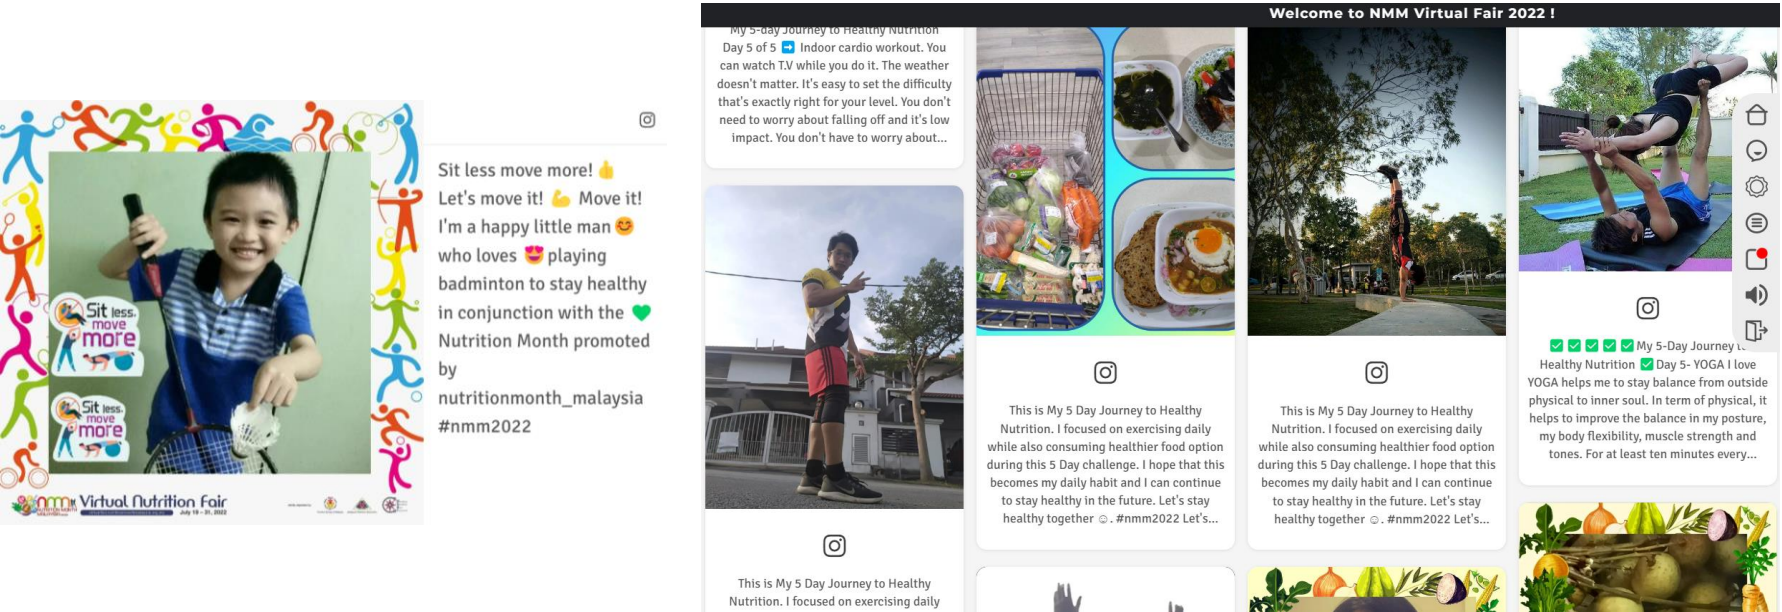 Sit less move more! 👍
Let's move it! 💪 Move it!
I'm a happy little man 😊
who loves 😍 playing
badminton to stay healthy
in conjunction with the 💚
Nutrition Month promoted
by
nutritionmonth_malaysia
#nmm2022
Sit less,
move
more
Sit less,
move
more
nmm
Virtual Nutrition Fair
July 18 - 31, 2022
Welcome to NMM Virtual Fair 2022 !
My 5-day Journey to Healthy Nutrition
Day 5 of 5 ➡️ Indoor cardio workout. You
can watch T.V while you do it. The weather
doesn't matter. It's easy to set the difficulty
that's exactly right for your level. You don't
need to worry about falling off and it's low
impact. You don't have to worry about...
This is My 5 Day Journey to Healthy
Nutrition. I focused on exercising daily
This is My 5 Day Journey to Healthy
Nutrition. I focused on exercising daily
while also consuming healthier food option
during this 5 Day challenge. I hope that this
becomes my daily habit and I can continue
to stay healthy in the future. Let's stay
healthy together ☺. #nmm2022 Let's...
This is My 5 Day Journey to Healthy
Nutrition. I focused on exercising daily
while also consuming healthier food option
during this 5 Day challenge. I hope that this
becomes my daily habit and I can continue
to stay healthy in the future. Let's stay
healthy together ☺. #nmm2022 Let's...
✅ ✅ ✅ ✅ ✅ My 5-Day Journey
Healthy Nutrition ✅ Day 5- YOGA I love
YOGA helps me to stay balance from outside
physical to inner soul. In term of physical, it
helps to improve the balance in my posture,
my body flexibility, muscle strength and
tones. For at least ten minutes every...